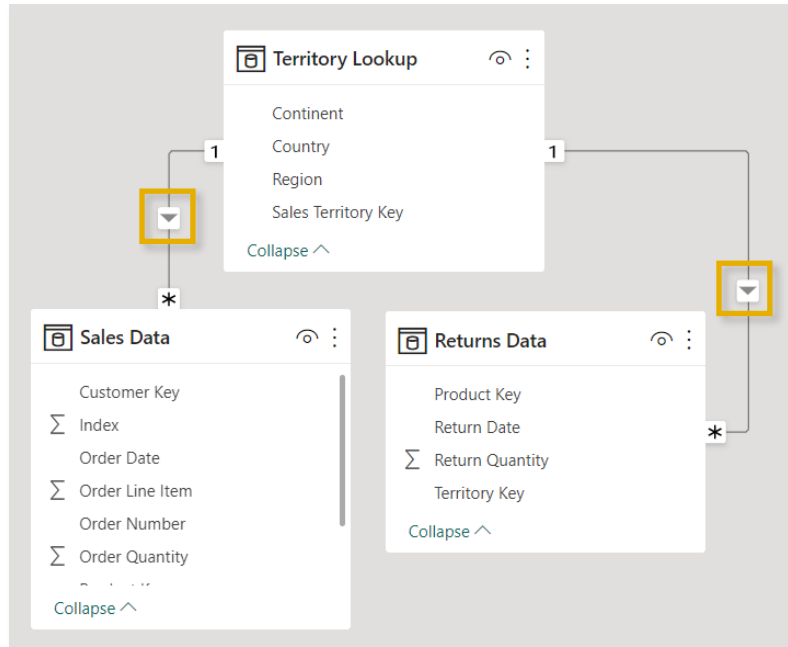 Territory Lookup
Continent
Country
Region
Sales Territory Key
Collapse
1
1
*
Sales Data
Customer Key
Σ Index
Order Date
Σ Order Line Item
Order Number
Σ Order Quantity
Collapse
Returns Data
Product Key
Return Date
Σ Return Quantity
Territory Key
Collapse
*